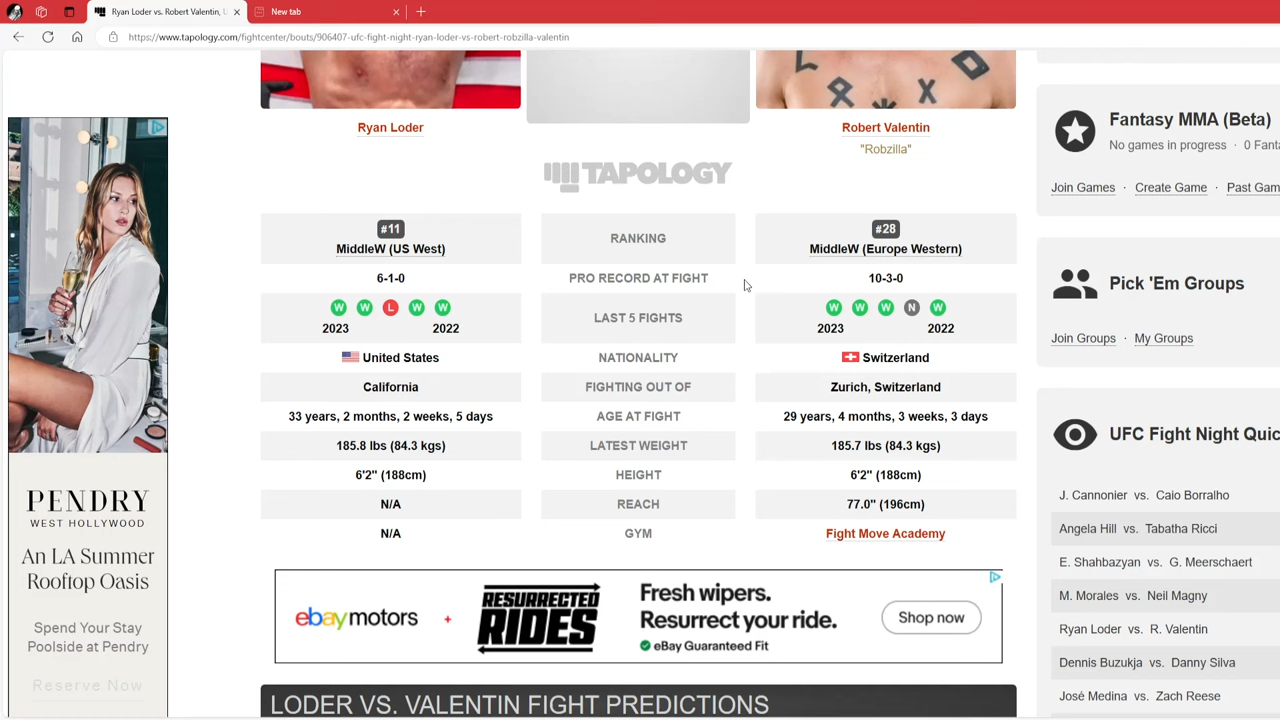 Ryan Loder vs. Robert Valentin, U
New tab
https://www.tapology.com/fightcenter/bouts/906407-ufc-fight-night-ryan-loder-vs-robert-robzilla-valentin
Ryan Loder
Robert Valentin
"Robzilla"
TAPOLOGY
#11
MiddleW (US West)
RANKING
#28
MiddleW (Europe Western)
6-1-0
PRO RECORD AT FIGHT
10-3-0
W W L W W
2023 2022
LAST 5 FIGHTS
W W W N W
2023 2022
United States
NATIONALITY
Switzerland
California
FIGHTING OUT OF
Zurich, Switzerland
33 years, 2 months, 2 weeks, 5 days
AGE AT FIGHT
29 years, 4 months, 3 weeks, 3 days
185.8 lbs (84.3 kgs)
LATEST WEIGHT
185.7 lbs (84.3 kgs)
6'2" (188cm)
HEIGHT
6'2" (188cm)
N/A
REACH
77.0" (196cm)
N/A
GYM
Fight Move Academy
ebay motors +
RESURRECTED
RIDES
Fresh wipers.
Resurrect your ride.
eBay Guaranteed Fit
Shop now
LODER VS. VALENTIN FIGHT PREDICTIONS
PENDRY
WEST HOLLYWOOD
An LA Summer
Rooftop Oasis
Spend Your Stay
Poolside at Pendry
Reserve Now
Fantasy MMA (Beta)
No games in progress · 0 Fanta
Join Games · Create Game · Past Gam
Pick 'Em Groups
Join Groups · My Groups
UFC Fight Night Quic
J. Cannonier vs. Caio Borralho
Angela Hill vs. Tabatha Ricci
E. Shahbazyan vs. G. Meerschaert
M. Morales vs. Neil Magny
Ryan Loder vs. R. Valentin
Dennis Buzukja vs. Danny Silva
José Medina vs. Zach Reese